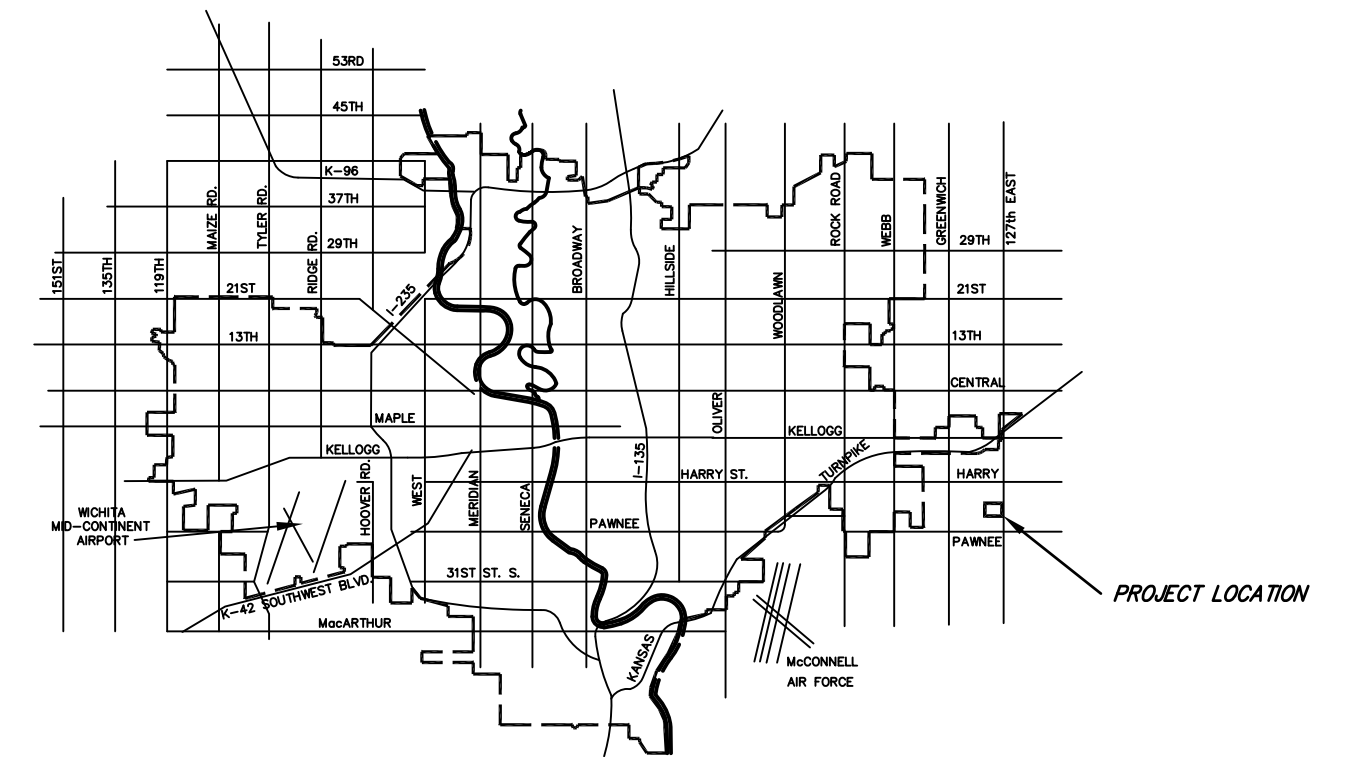 53RD
45TH
K-96
37TH
29TH
MAIZE RD.
TYLER RD.
RIDGE RD.
151ST
135TH
119TH
21ST
13TH
I-235
BROADWAY
HILLSIDE
WOODLAWN
ROCK ROAD
WEBB
GREENWICH
127th EAST
29TH
21ST
13TH
CENTRAL
MAPLE
KELLOGG
OLIVER
KELLOGG
TURNPIKE
HARRY ST.
HARRY
I-135
HOOVER RD.
WEST
MERIDIAN
SENECA
PAWNEE
PAWNEE
WICHITA
MID-CONTINENT
AIRPORT
31ST ST. S.
K-42 SOUTHWEST BLVD.
MacARTHUR
KANSAS
McCONNELL
AIR FORCE
PROJECT LOCATION